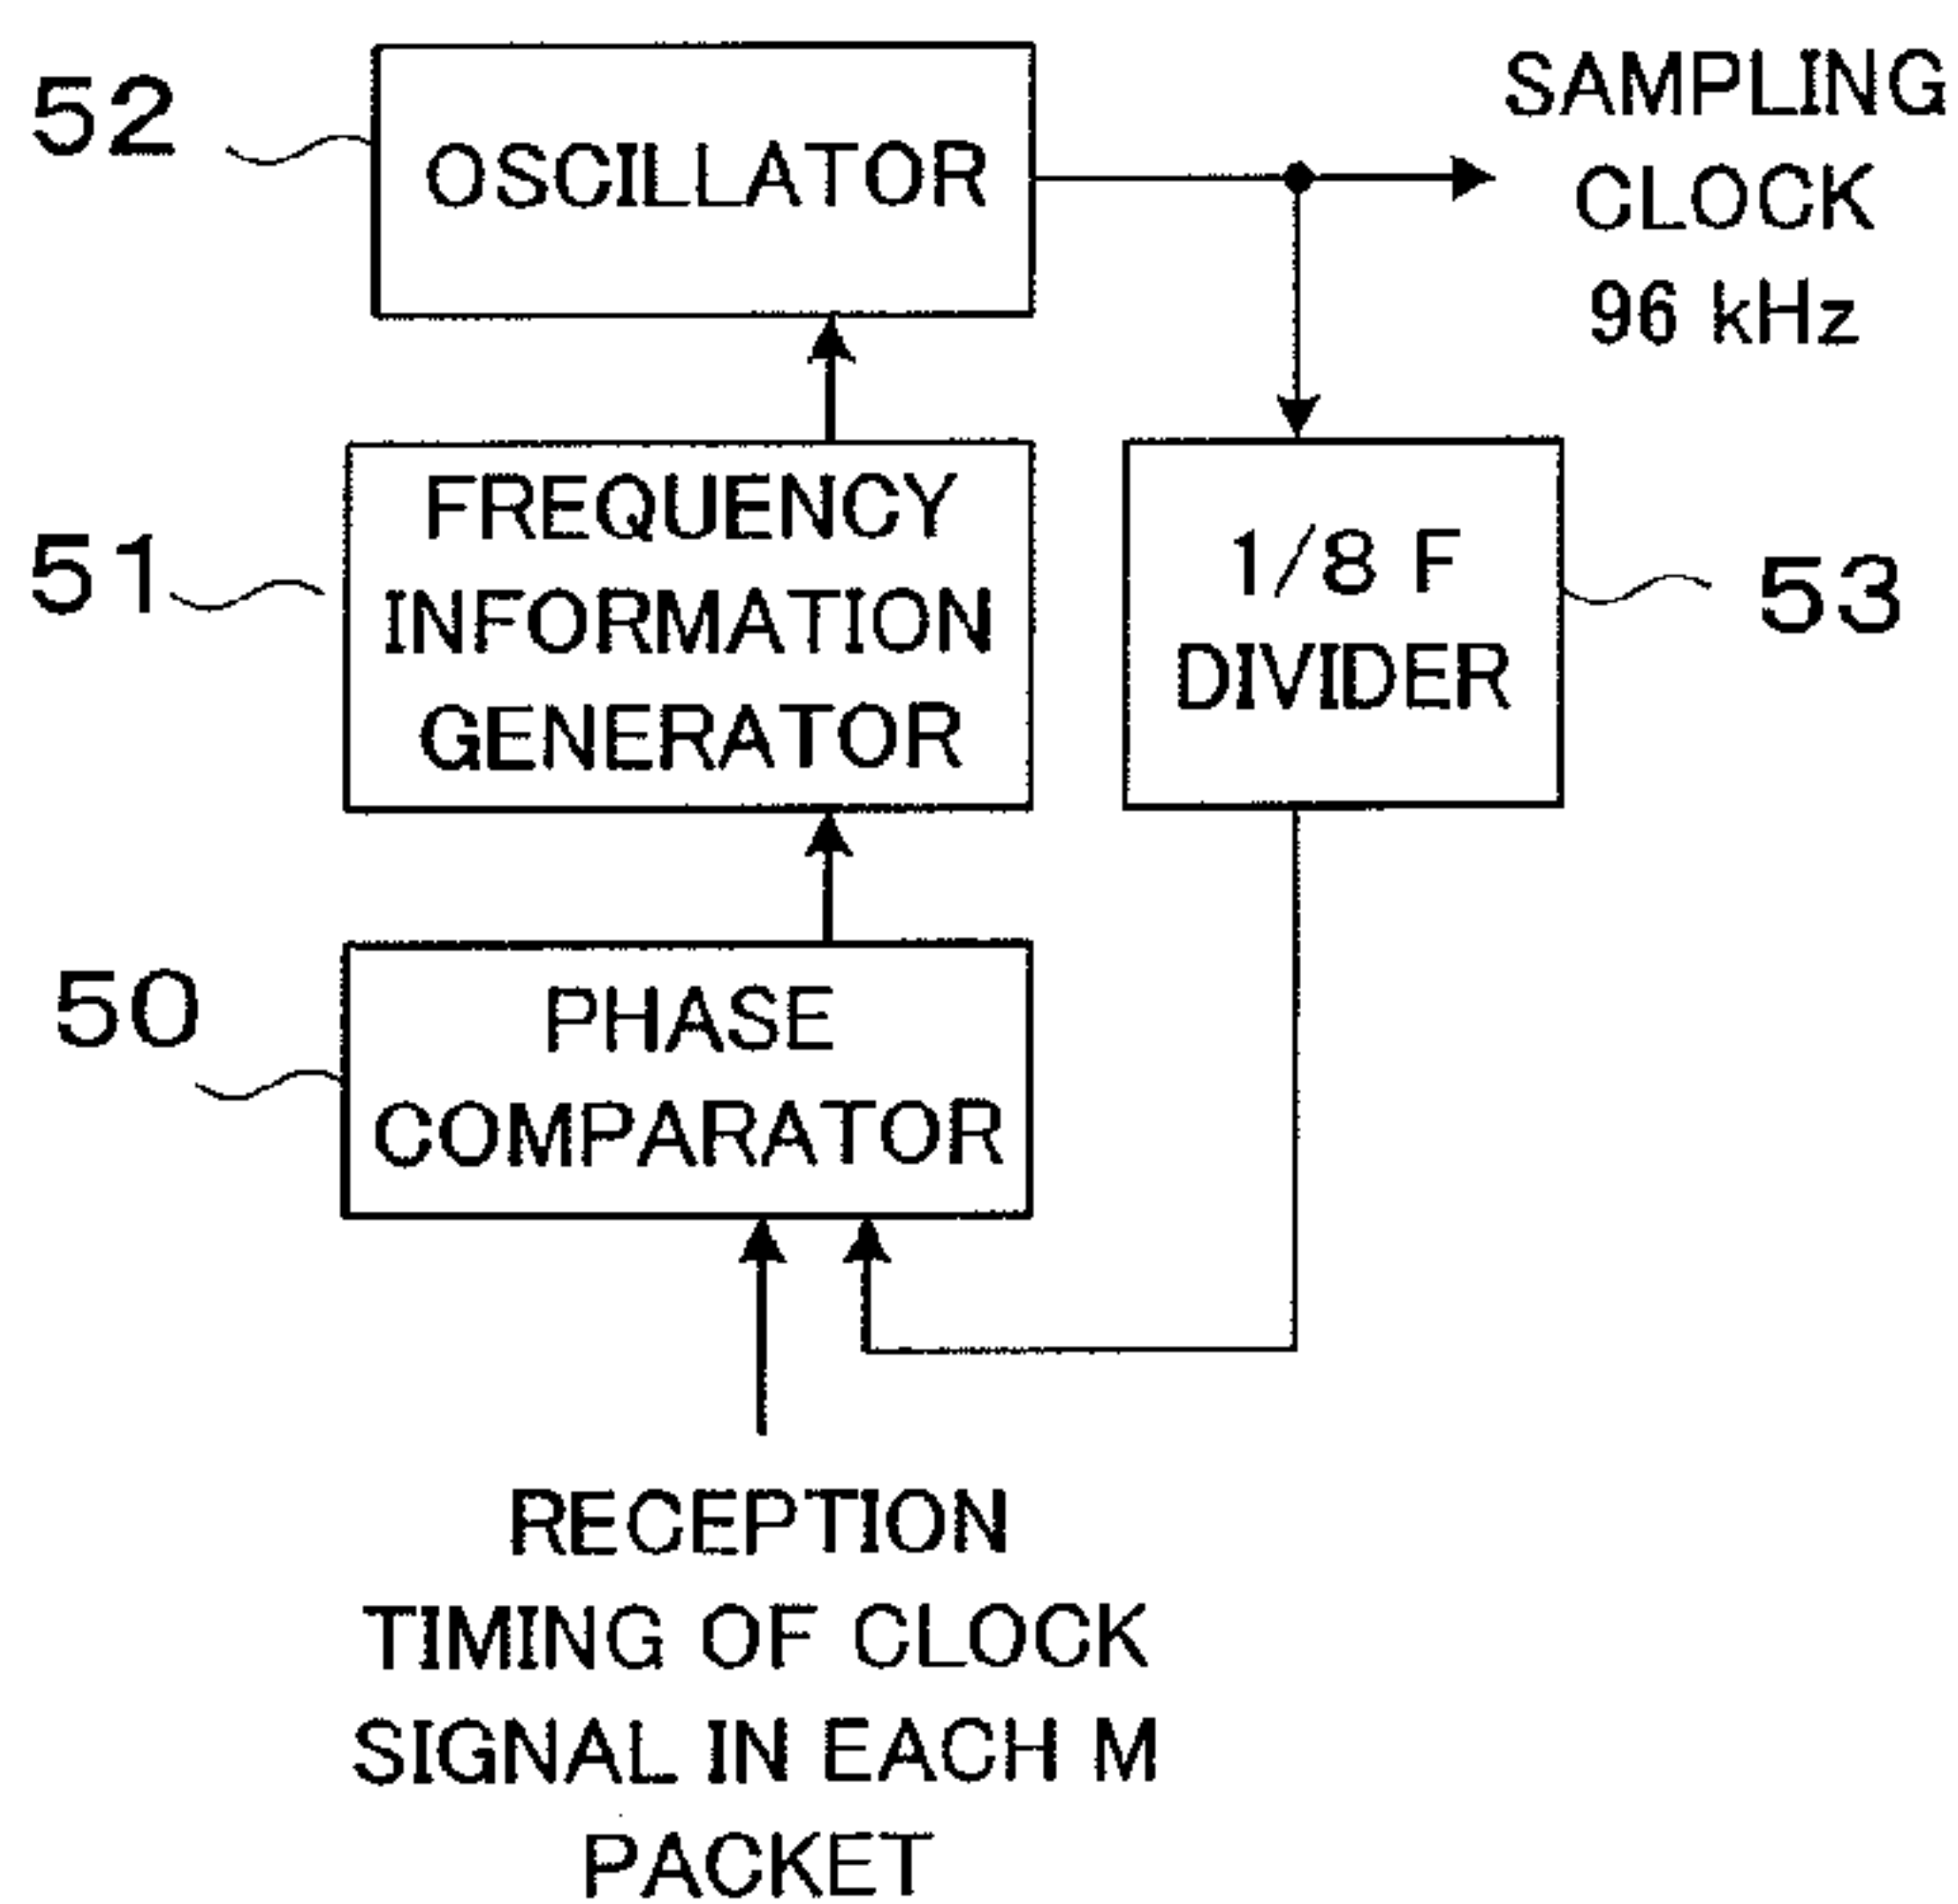 52
OSCILLATOR
SAMPLING
CLOCK
96 kHz
51
FREQUENCY
INFORMATION
GENERATOR
1/8 F
DIVIDER
53
50
PHASE
COMPARATOR
RECEPTION
TIMING OF CLOCK
SIGNAL IN EACH M
PACKET